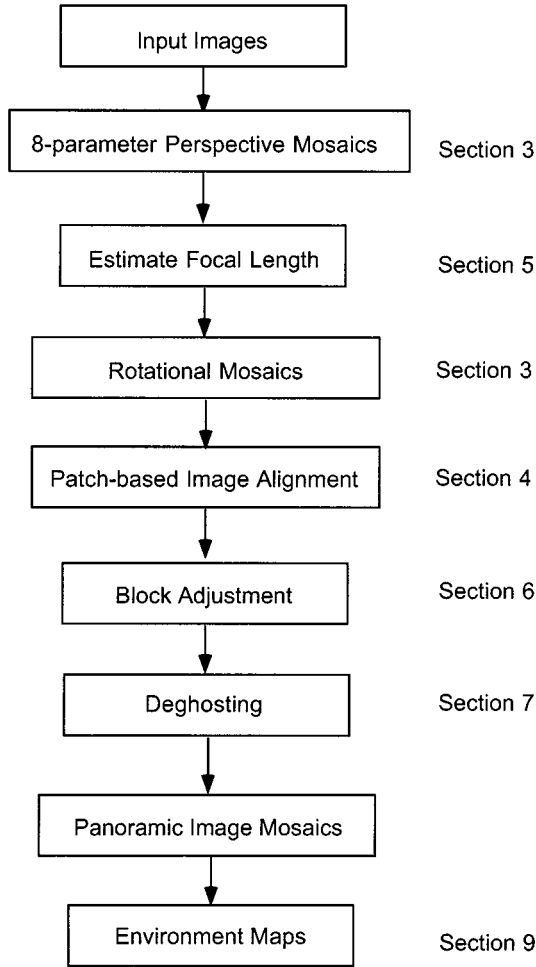 Input Images
8-parameter Perspective Mosaics
Section 3
Estimate Focal Length
Section 5
Rotational Mosaics
Section 3
Patch-based Image Alignment
Section 4
Block Adjustment
Section 6
Deghosting
Section 7
Panoramic Image Mosaics
Environment Maps
Section 9